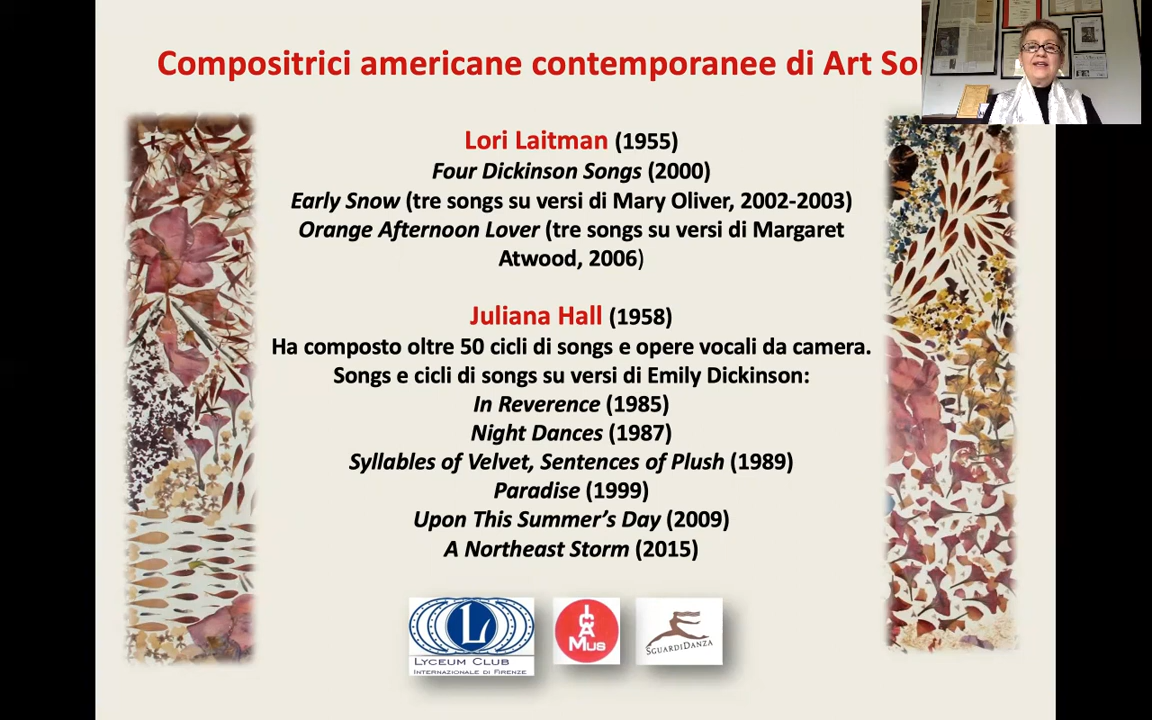 Compositrici americane contemporanee di Art
Lori Laitman (1955)
Four Dickinson Songs (2000)
Early Snow (tre songs su versi di Mary Oliver, 2002-2003)
Orange Afternoon Lover (tre songs su versi di Margaret
Atwood, 2006)
Juliana Hall (1958)
Ha composto oltre 50 cicli di songs e opere vocali da camera.
Songs e cicli di songs su versi di Emily Dickinson:
In Reverence (1985)
Night Dances (1987)
Syllables of Velvet, Sentences of Plush (1989)
Paradise (1999)
Upon This Summer’s Day (2009)
A Northeast Storm (2015)
L
LYCEUM CLUB
INTERNAZIONALE DI FIRENZE
ICAMus
SGUARDIDANZA